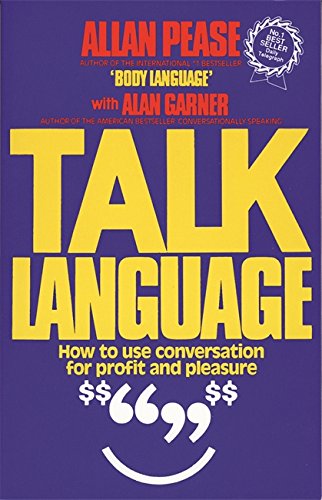 ALLAN PEASE
AUTHOR OF THE INTERNATIONAL #1 BESTSELLER
'BODY LANGUAGE'
with ALAN GARNER
AUTHOR OF THE AMERICAN BESTSELLER 'CONVERSATIONALLY SPEAKING'
No.1
BEST
SELLER
Daily
Telegraph
TALK
LANGUAGE
How to use conversation
for profit and pleasure
$$“”$$